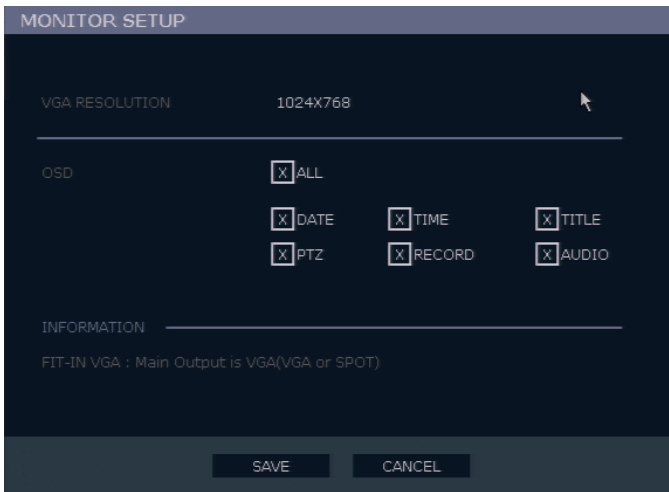 MONITOR SETUP
VGA RESOLUTION 1024X768
OSD X ALL
X DATE X TIME X TITLE
X PTZ X RECORD X AUDIO
INFORMATION
FIT-IN VGA : Main Output is VGA(VGA or SPOT)
SAVE CANCEL